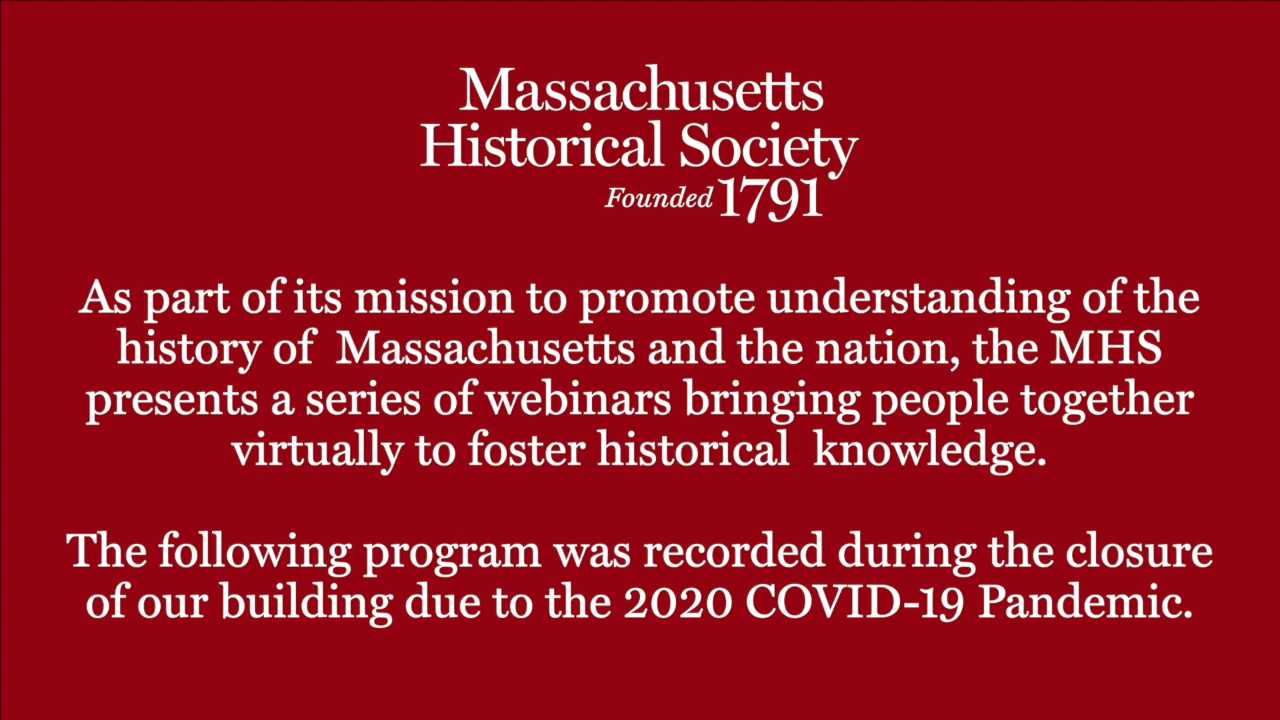 Massachusetts
Historical Society
Founded 1791
As part of its mission to promote understanding of the
history of Massachusetts and the nation, the MHS
presents a series of webinars bringing people together
virtually to foster historical knowledge.
The following program was recorded during the closure
of our building due to the 2020 COVID-19 Pandemic.